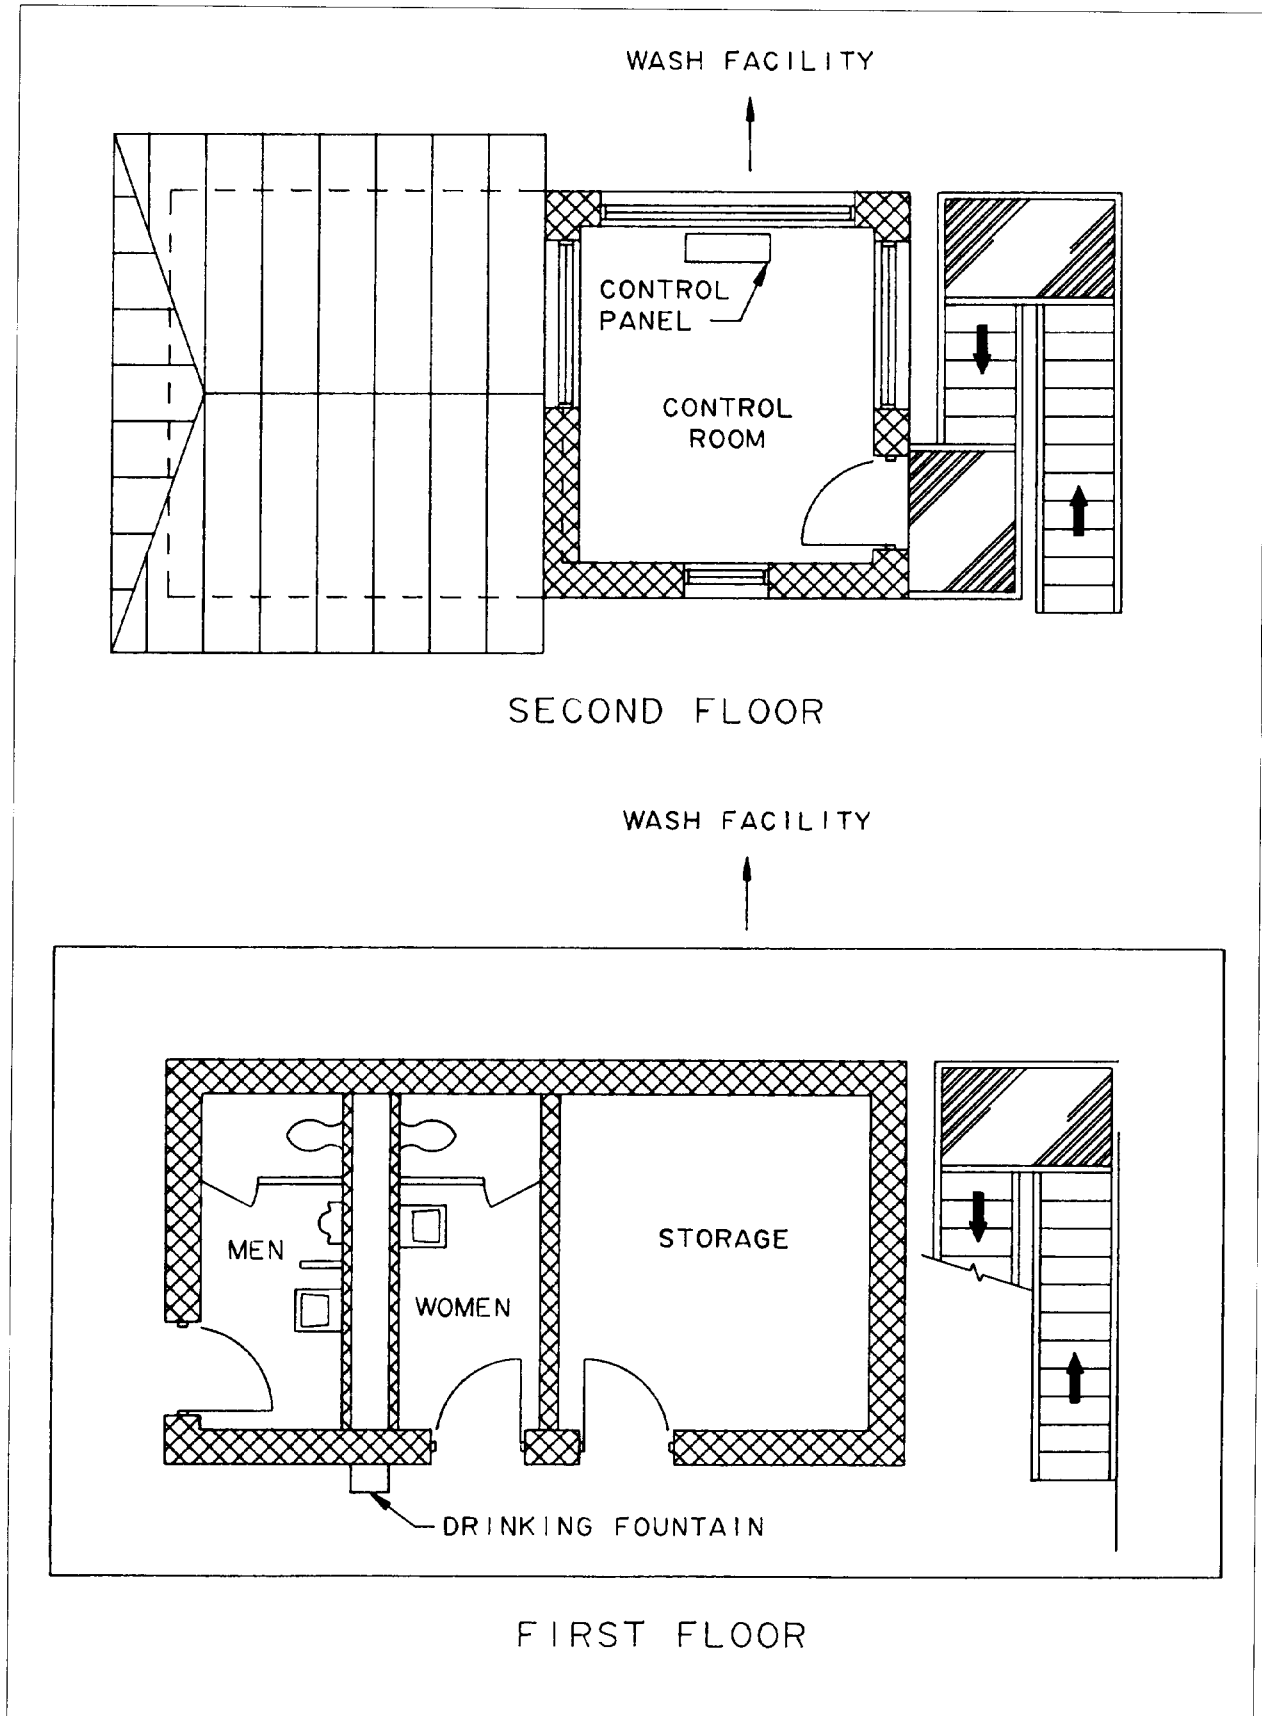 WASH FACILITY
CONTROL
PANEL
CONTROL
ROOM
SECOND FLOOR
WASH FACILITY
MEN
STORAGE
WOMEN
DRINKING FOUNTAIN
FIRST FLOOR